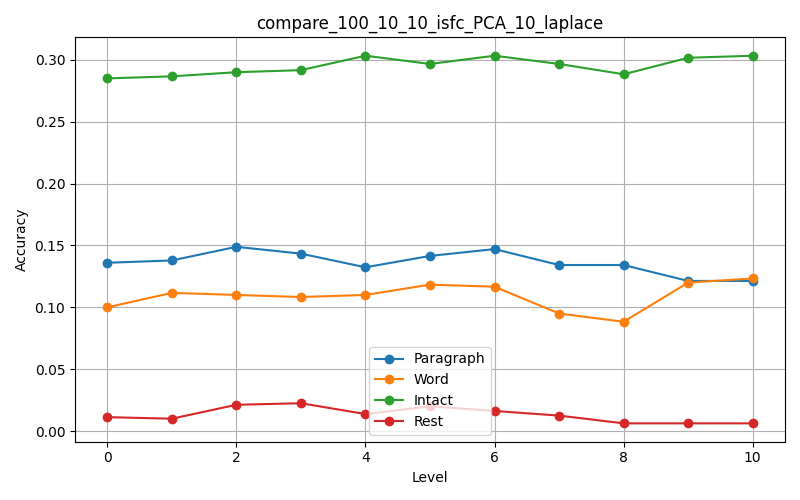 compare_100_10_10_isfc_PCA_10_laplace
Accuracy
0.30
0.25
0.20
0.15
0.10
0.05
0.00
Paragraph
Word
Intact
Rest
0 2 4 6 8 10
Level